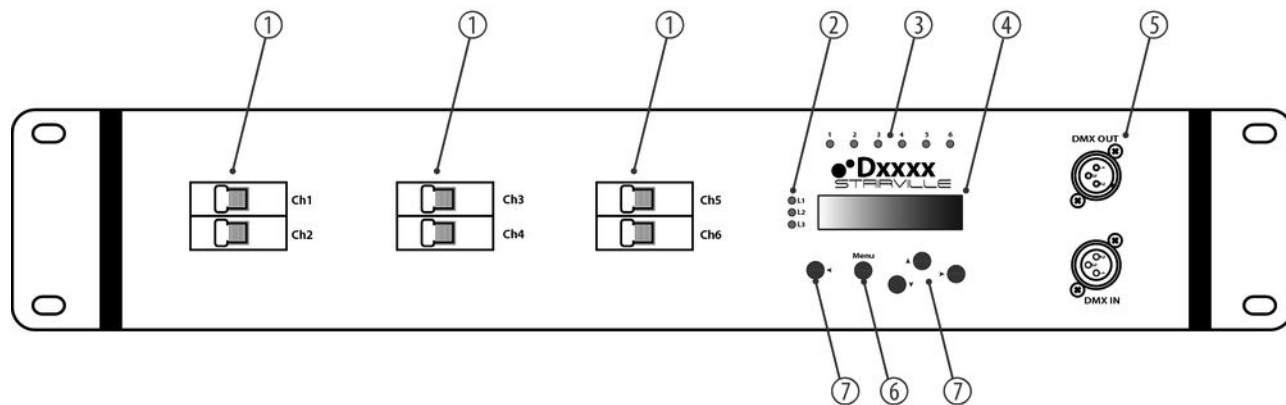 ① ① ① ② ③ ④ ⑤
1 2 3 4 5 6
DMX OUT
Dxxxx
STAIRVILLE
Ch1 Ch3 Ch5
L1
L2
L3
Ch2 Ch4 Ch6
Menu
DMX IN
⑦ ⑥ ⑦